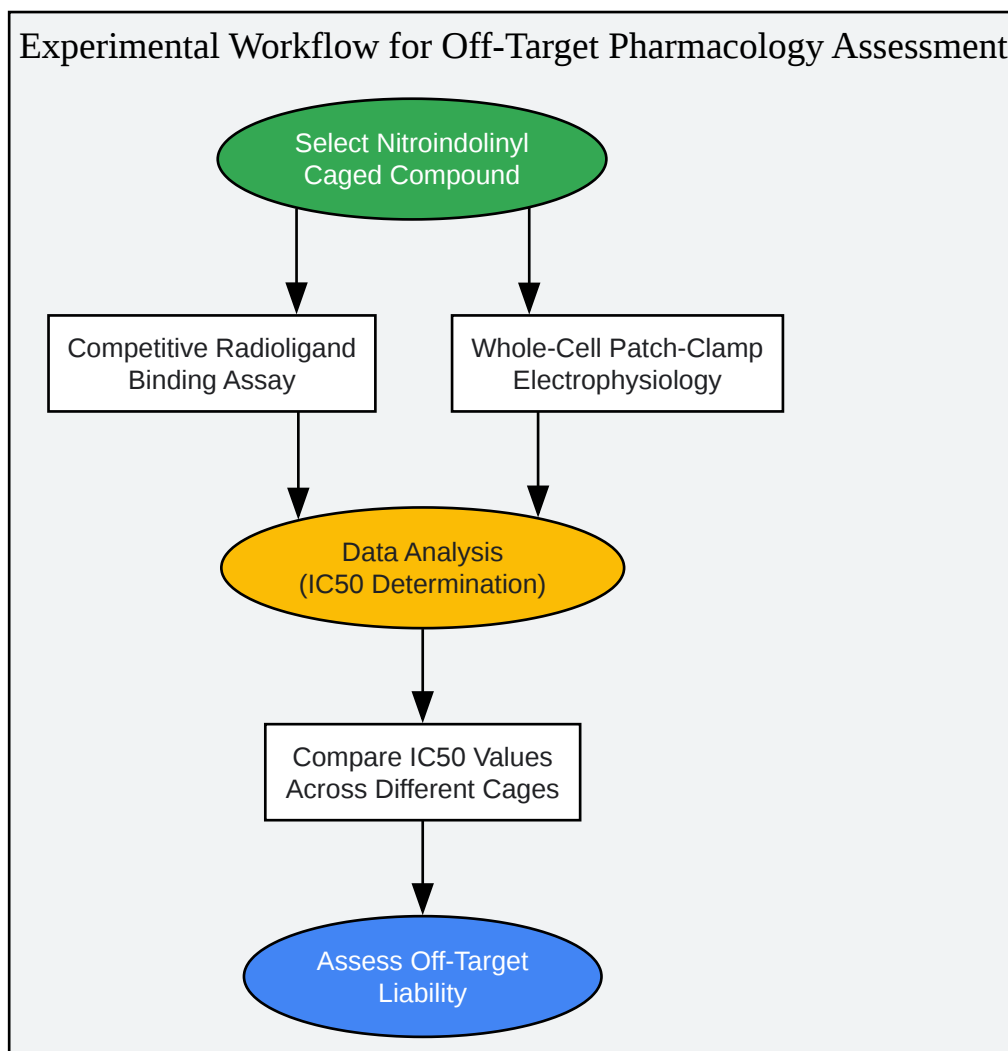 Experimental Workflow for Off-Target Pharmacology Assessment
Select Nitroindolinyl
Caged Compound
Competitive Radioligand
Binding Assay
Whole-Cell Patch-Clamp
Electrophysiology
Data Analysis
(IC50 Determination)
Compare IC50 Values
Across Different Cages
Assess Off-Target
Liability